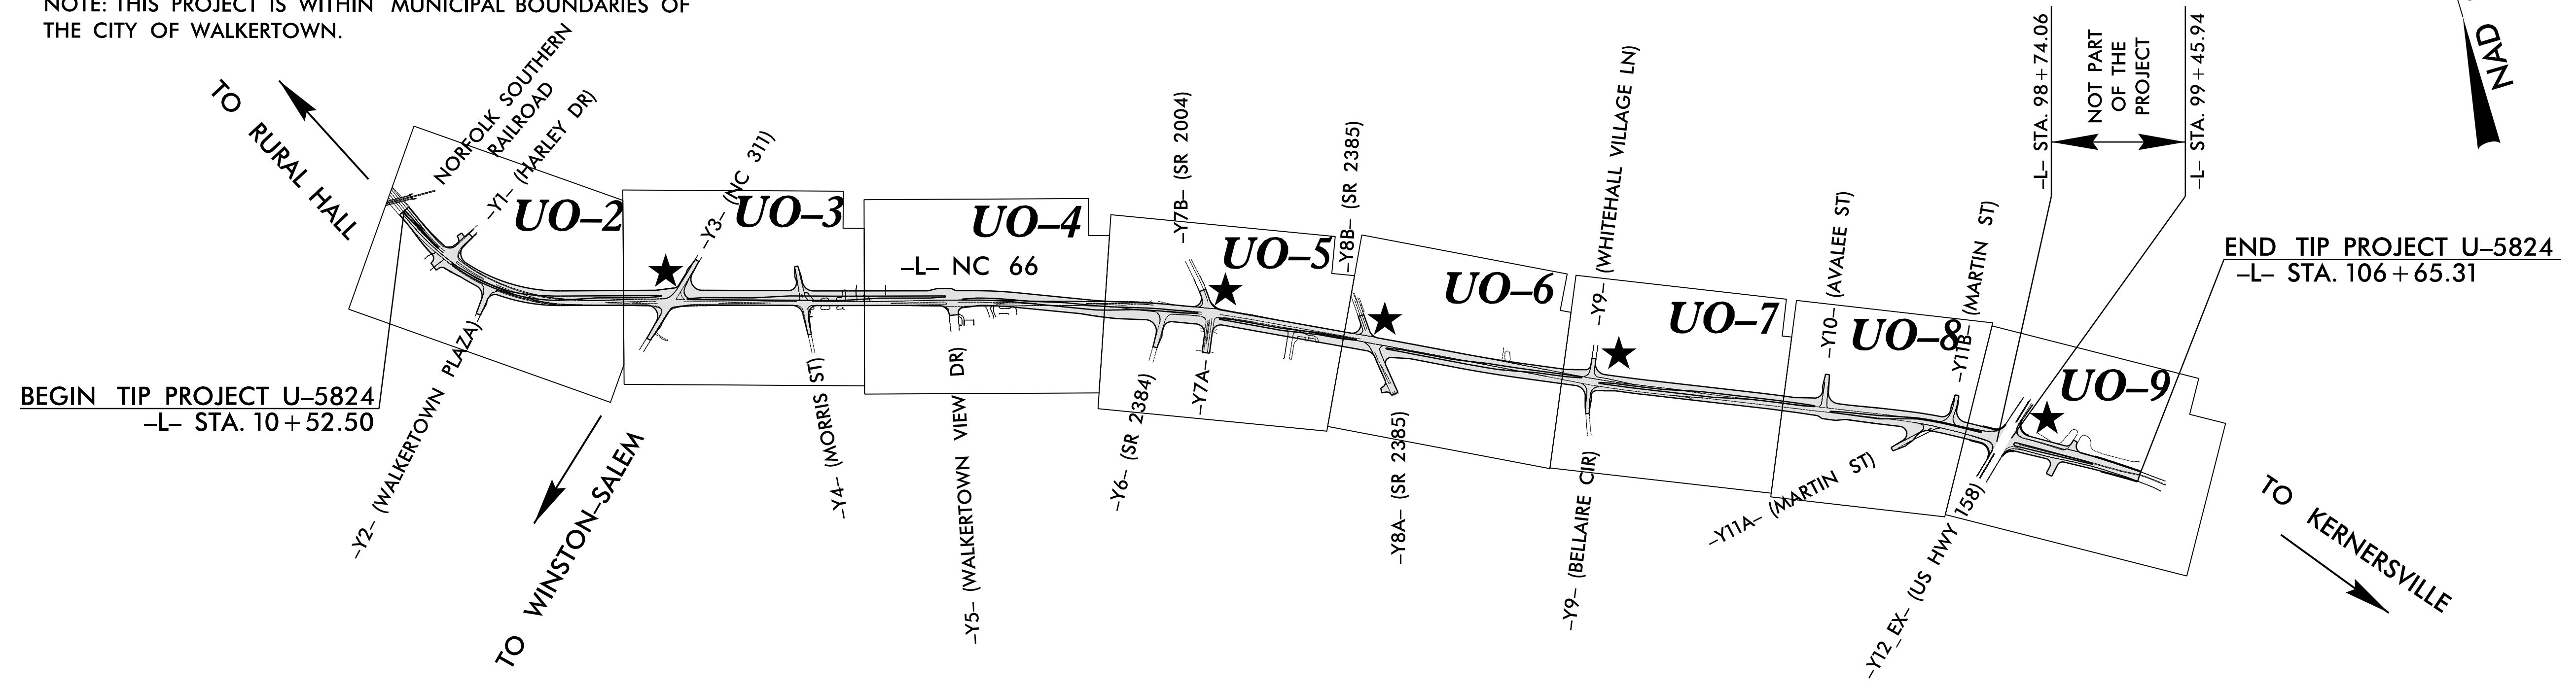 NOTE: THIS PROJECT IS WITHIN MUNICIPAL BOUNDARIES OF
THE CITY OF WALKERTOWN.
TO RURAL HALL
NORFOLK SOUTHERN
RAILROAD
-Y1- (HARLEY DR)
UO-2
-Y3- (NC 311)
UO-3
UO-4
-L- NC 66
-Y7B- (SR 2004)
UO-5
-Y8B- (SR 2385)
UO-6
-Y9- (WHITEHALL VILLAGE LN)
UO-7
-Y10- (AVALEE ST)
UO-8
-Y11B- (MARTIN ST)
-L- STA. 98+74.06
NOT PART
OF THE
PROJECT
-L- STA. 99+45.94
NAD
UO-9
END TIP PROJECT U-5824
-L- STA. 106+65.31
BEGIN TIP PROJECT U-5824
-L- STA. 10+52.50
-Y2- (WALKERTOWN PLAZA)
TO WINSTON-SALEM
-Y4- (MORRIS ST)
-Y5- (WALKERTOWN VIEW DR)
-Y6- (SR 2384)
-Y7A-
-Y8A- (SR 2385)
-Y9- (BELLAIRE CIR)
-Y11A- (MARTIN ST)
-Y12_EX- (US HWY 158)
TO KERNERSVILLE